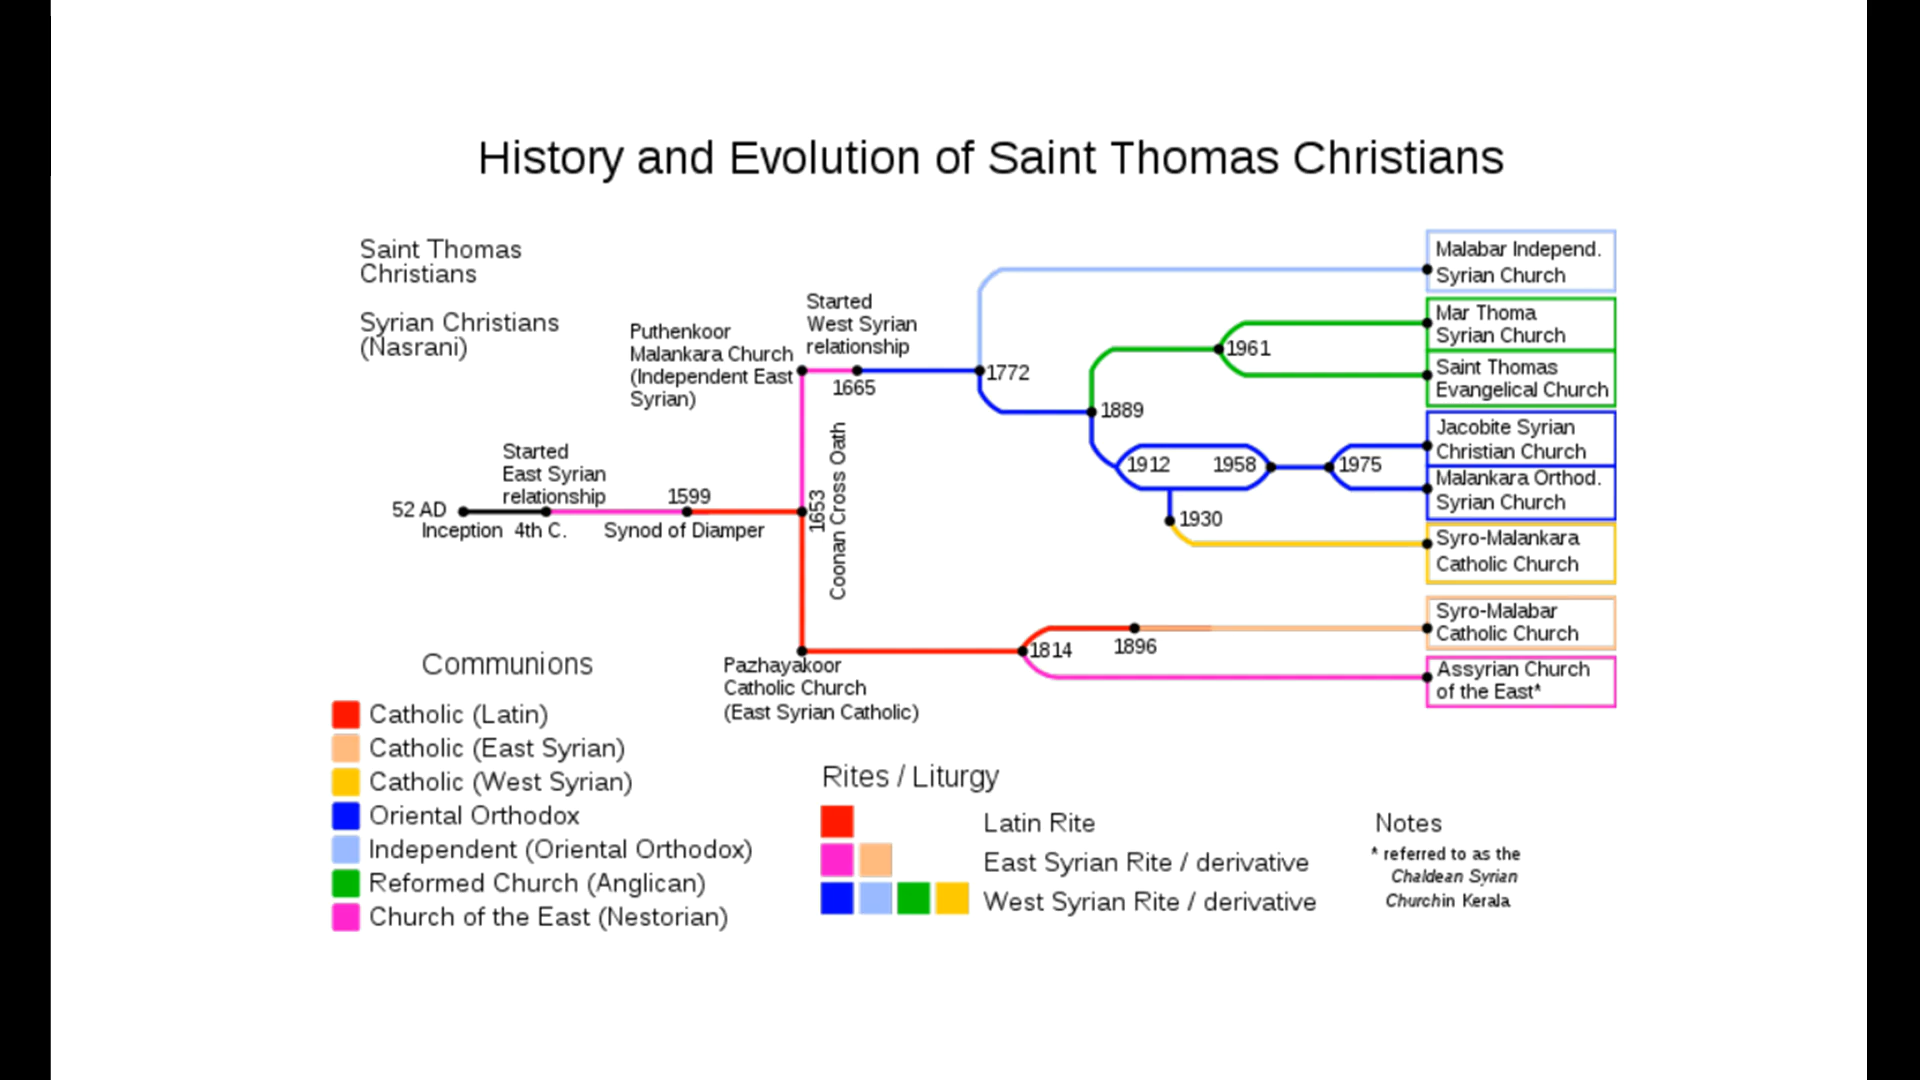 History and Evolution of Saint Thomas Christians
Saint Thomas
Christians
Syrian Christians
(Nasrani)
Puthenkoor
Malankara Church
(Independent East
Syrian)
Started
West Syrian
relationship
1665
1772
1889
1961
1912
1958
1975
1930
Started
East Syrian
relationship
52 AD
Inception
4th C.
1599
Synod of Diamper
1653
Coonan Cross Oath
Pazhayakoor
Catholic Church
(East Syrian Catholic)
1814
1896
Malabar Independ.
Syrian Church
Mar Thoma
Syrian Church
Saint Thomas
Evangelical Church
Jacobite Syrian
Christian Church
Malankara Orthod.
Syrian Church
Syro-Malankara
Catholic Church
Syro-Malabar
Catholic Church
Assyrian Church
of the East*
Communions
Catholic (Latin)
Catholic (East Syrian)
Catholic (West Syrian)
Oriental Orthodox
Independent (Oriental Orthodox)
Reformed Church (Anglican)
Church of the East (Nestorian)
Rites / Liturgy
Latin Rite
East Syrian Rite / derivative
West Syrian Rite / derivative
Notes
* referred to as the
Chaldean Syrian
Churchin Kerala